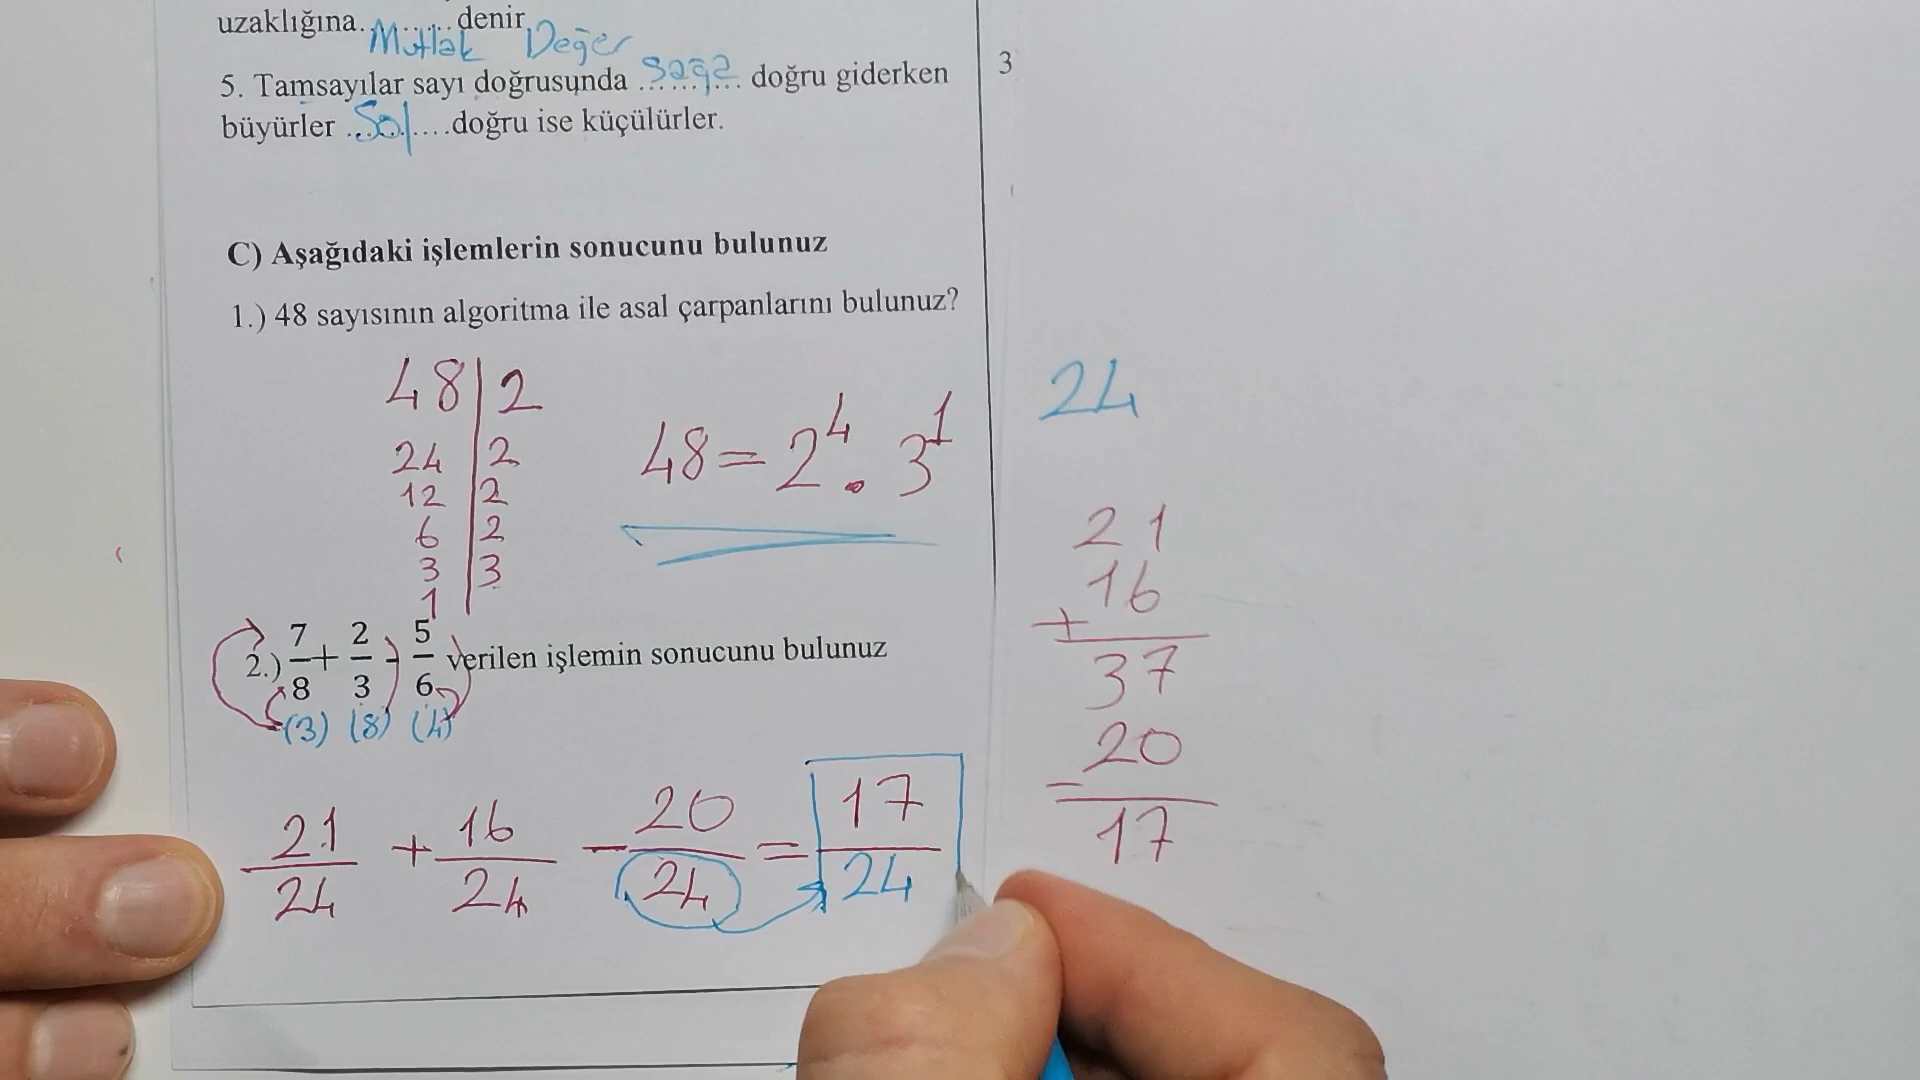 uzaklığına.........denir
Mutlak Değer
5. Tamsayılar sayı doğrusunda ...sağa... doğru giderken
büyürler ...Sol....doğru ise küçülürler.
3
C) Aşağıdaki işlemlerin sonucunu bulunuz
1.) 48 sayısının algoritma ile asal çarpanlarını bulunuz?
48 | 2
24 | 2
12 | 2
6 | 2
3 | 3
1
48 = 2⁴ . 3¹
2.) 7/8 + 2/3 - 5/6 verilen işlemin sonucunu bulunuz
(3) (8) (4)
21/24 + 16/24 - 20/24 = 17/24
24
21
16
+
37
20
-
17